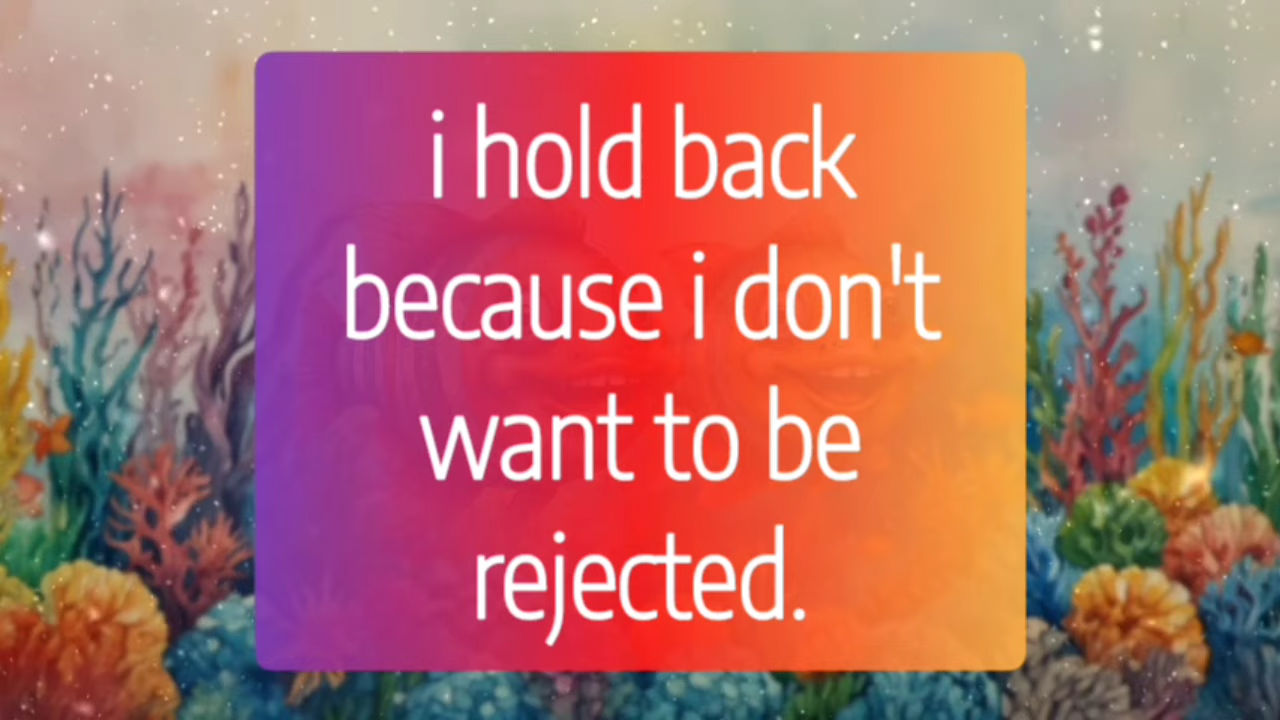 i hold back
because i don't
want to be
rejected.